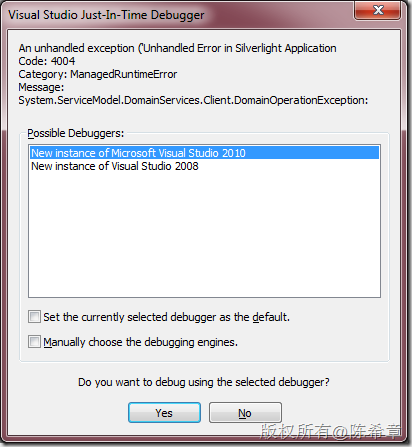 Visual Studio Just-In-Time Debugger
An unhandled exception ('Unhandled Error in Silverlight Application
Code: 4004
Category: ManagedRuntimeError
Message:
System.ServiceModel.DomainServices.Client.DomainOperationException:
Possible Debuggers:
New instance of Microsoft Visual Studio 2010
New instance of Visual Studio 2008
Set the currently selected debugger as the default.
Manually choose the debugging engines.
Do you want to debug using the selected debugger?
Yes
No
版权所有@陈希章